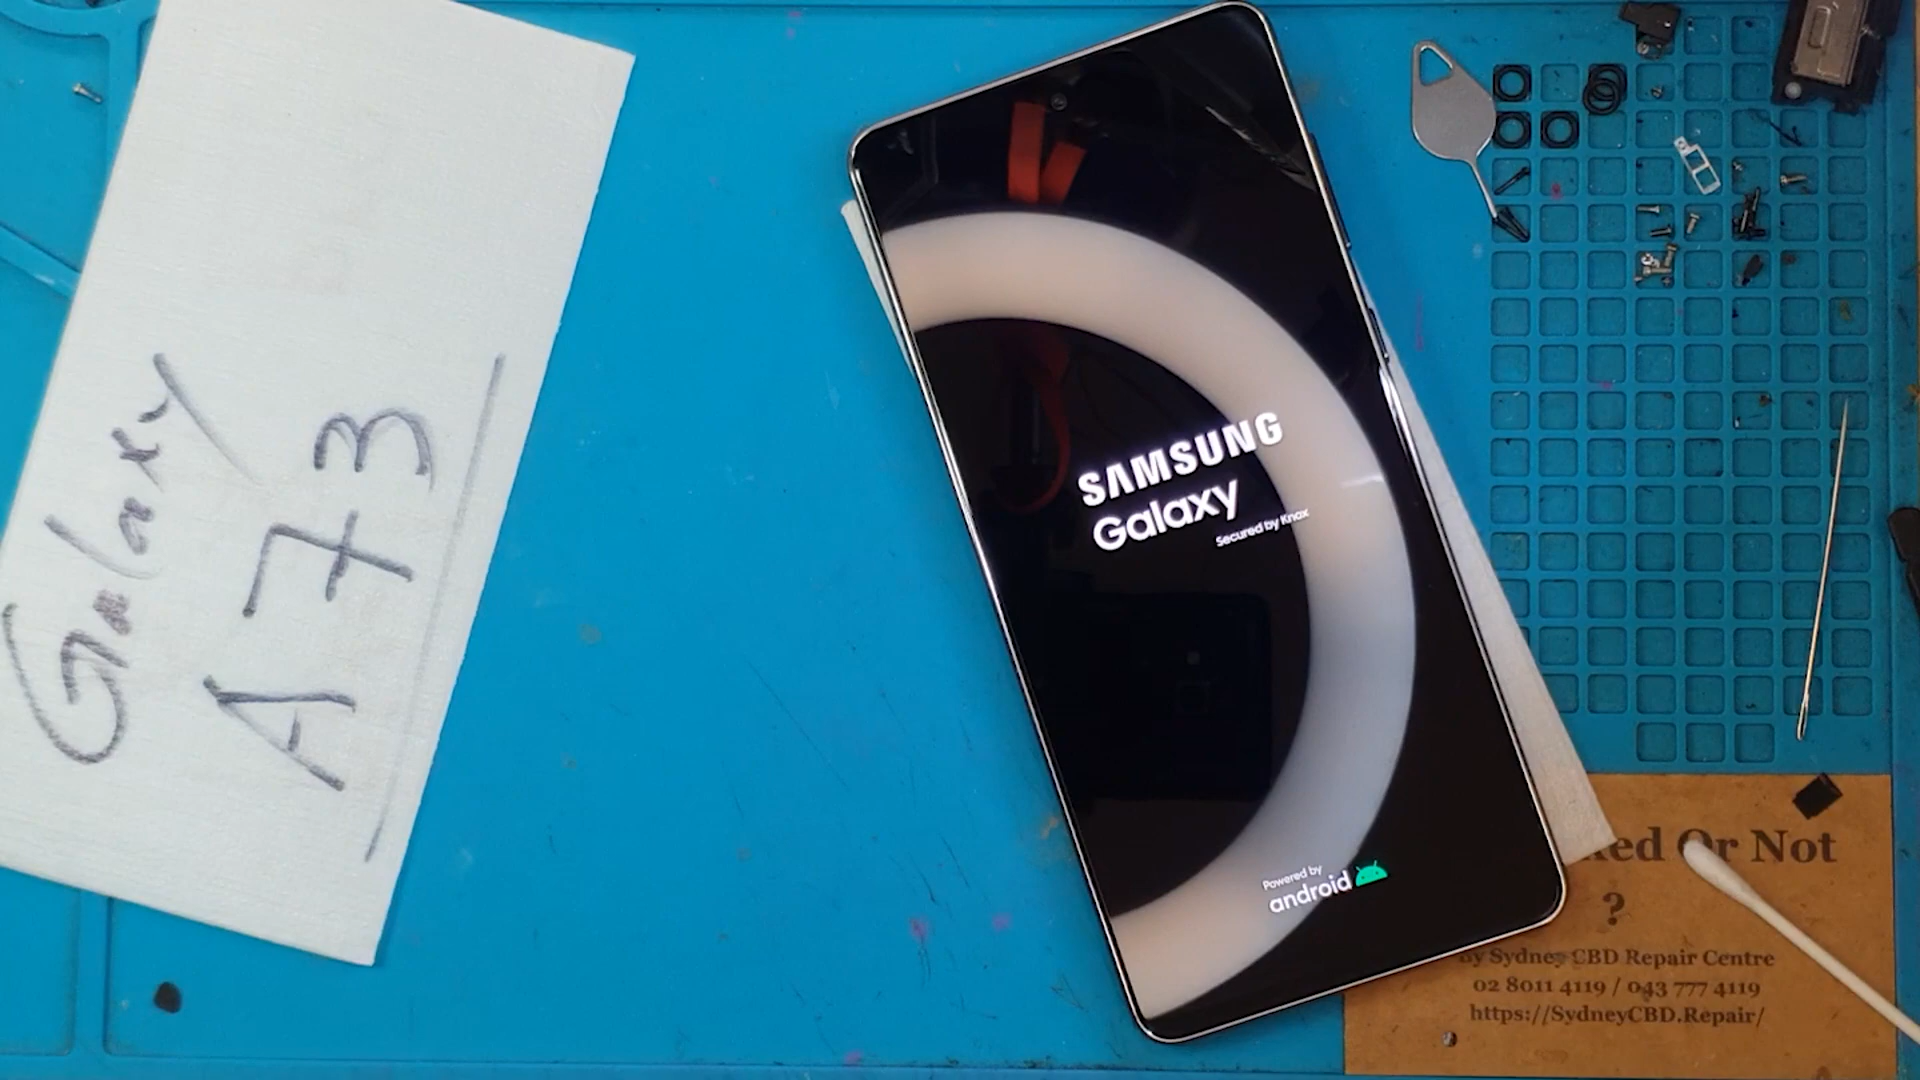 Galaxy
A73
SAMSUNG
Galaxy
Secured by Knox
Powered by
android
Or Not
?
By Sydney CBD Repair Centre
02 8011 4119 / 043 777 4119
https://SydneyCBD.Repair/